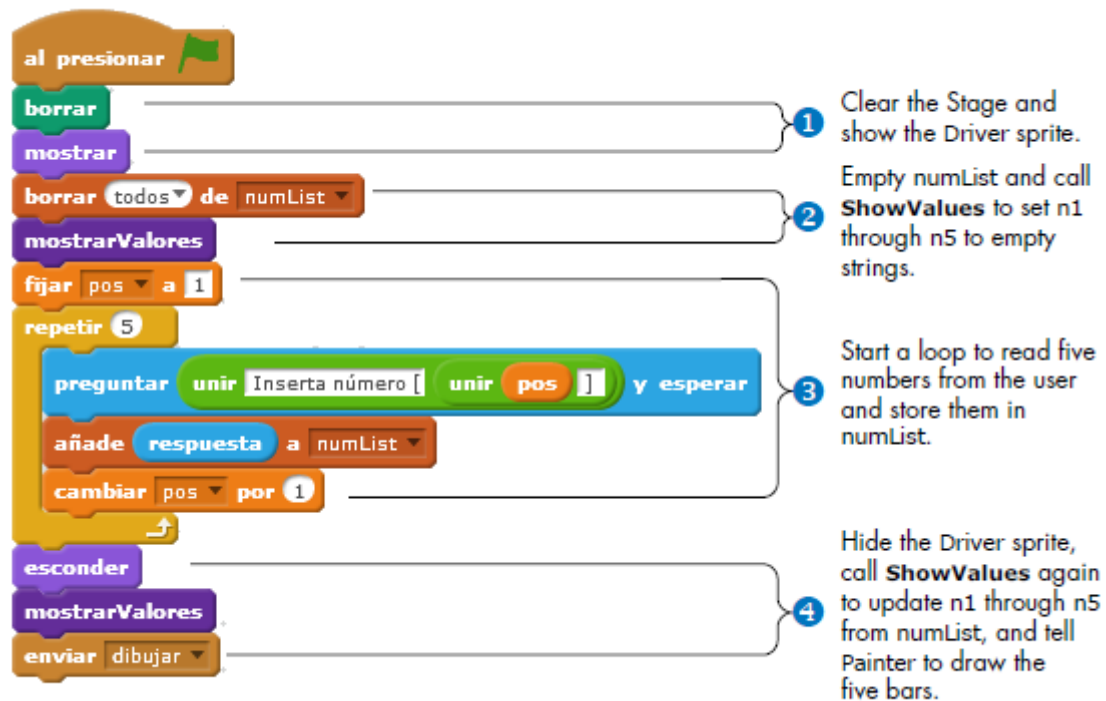 al presionar
borrar
mostrar
borrar todos de numList
mostrarValores
fijar pos a 1
repetir 5
preguntar unir Inserta número [ unir pos ] y esperar
añade respuesta a numList
cambiar pos por 1
esconder
mostrarValores
enviar dibujar
1
Clear the Stage and
show the Driver sprite.
2
Empty numList and call
ShowValues to set n1
through n5 to empty
strings.
3
Start a loop to read five
numbers from the user
and store them in
numList.
4
Hide the Driver sprite,
call ShowValues again
to update n1 through n5
from numList, and tell
Painter to draw the
five bars.